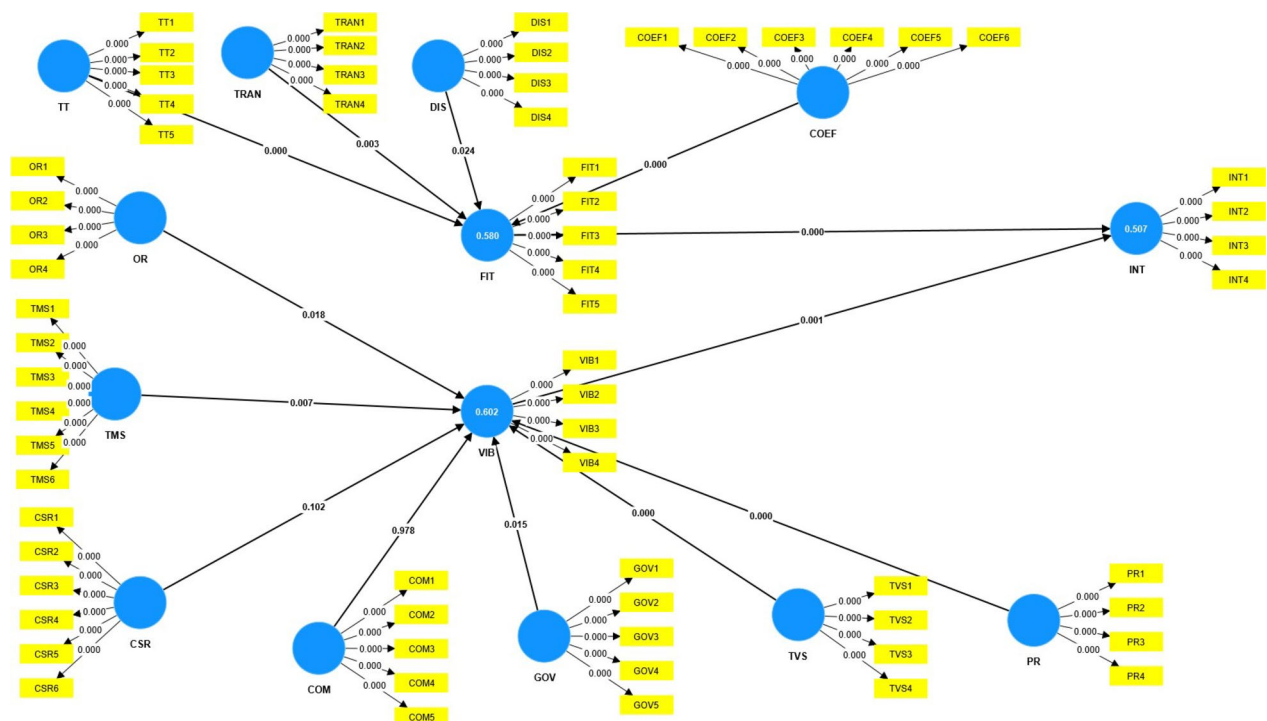 TT1
0.000
TT2
0.000
0.000
TT3
0.000
TT4
0.000
TT5
TT
TRAN1
0.000
TRAN2
0.000
0.000
TRAN3
0.000
TRAN4
TRAN
DIS1
0.000
DIS2
0.000
0.000
DIS3
0.000
DIS4
DIS
COEF1
COEF2
COEF3
COEF4
COEF5
COEF6
0.000
0.000
0.000
0.000
0.000
0.000
COEF
0.000
0.003
0.024
0.000
OR1
0.000
OR2
0.000
0.000
OR3
0.000
OR4
OR
FIT1
0.000
FIT2
0.000
0.580
0.000
FIT3
0.000
FIT4
0.000
FIT5
FIT
0.000
INT1
0.000
INT2
0.507
0.000
0.000
INT3
0.000
INT4
INT
0.018
0.001
TMS1
0.000
TMS2
0.000
TMS3
0.000
TMS4
0.000
TMS5
0.000
TMS6
TMS
0.007
VIB1
0.000
VIB2
0.602
0.000
0.000
VIB3
0.000
VIB4
VIB
0.102
0.978
0.015
0.000
0.000
CSR1
0.000
CSR2
0.000
CSR3
0.000
CSR4
0.000
0.000
CSR5
0.000
CSR6
CSR
COM1
0.000
COM2
0.000
COM3
0.000
0.000
COM4
0.000
COM5
COM
GOV1
0.000
GOV2
0.000
0.000
GOV3
0.000
GOV4
0.000
GOV5
GOV
TVS1
0.000
TVS2
0.000
0.000
TVS3
0.000
TVS4
TVS
PR1
0.000
PR2
0.000
0.000
PR3
0.000
PR4
PR